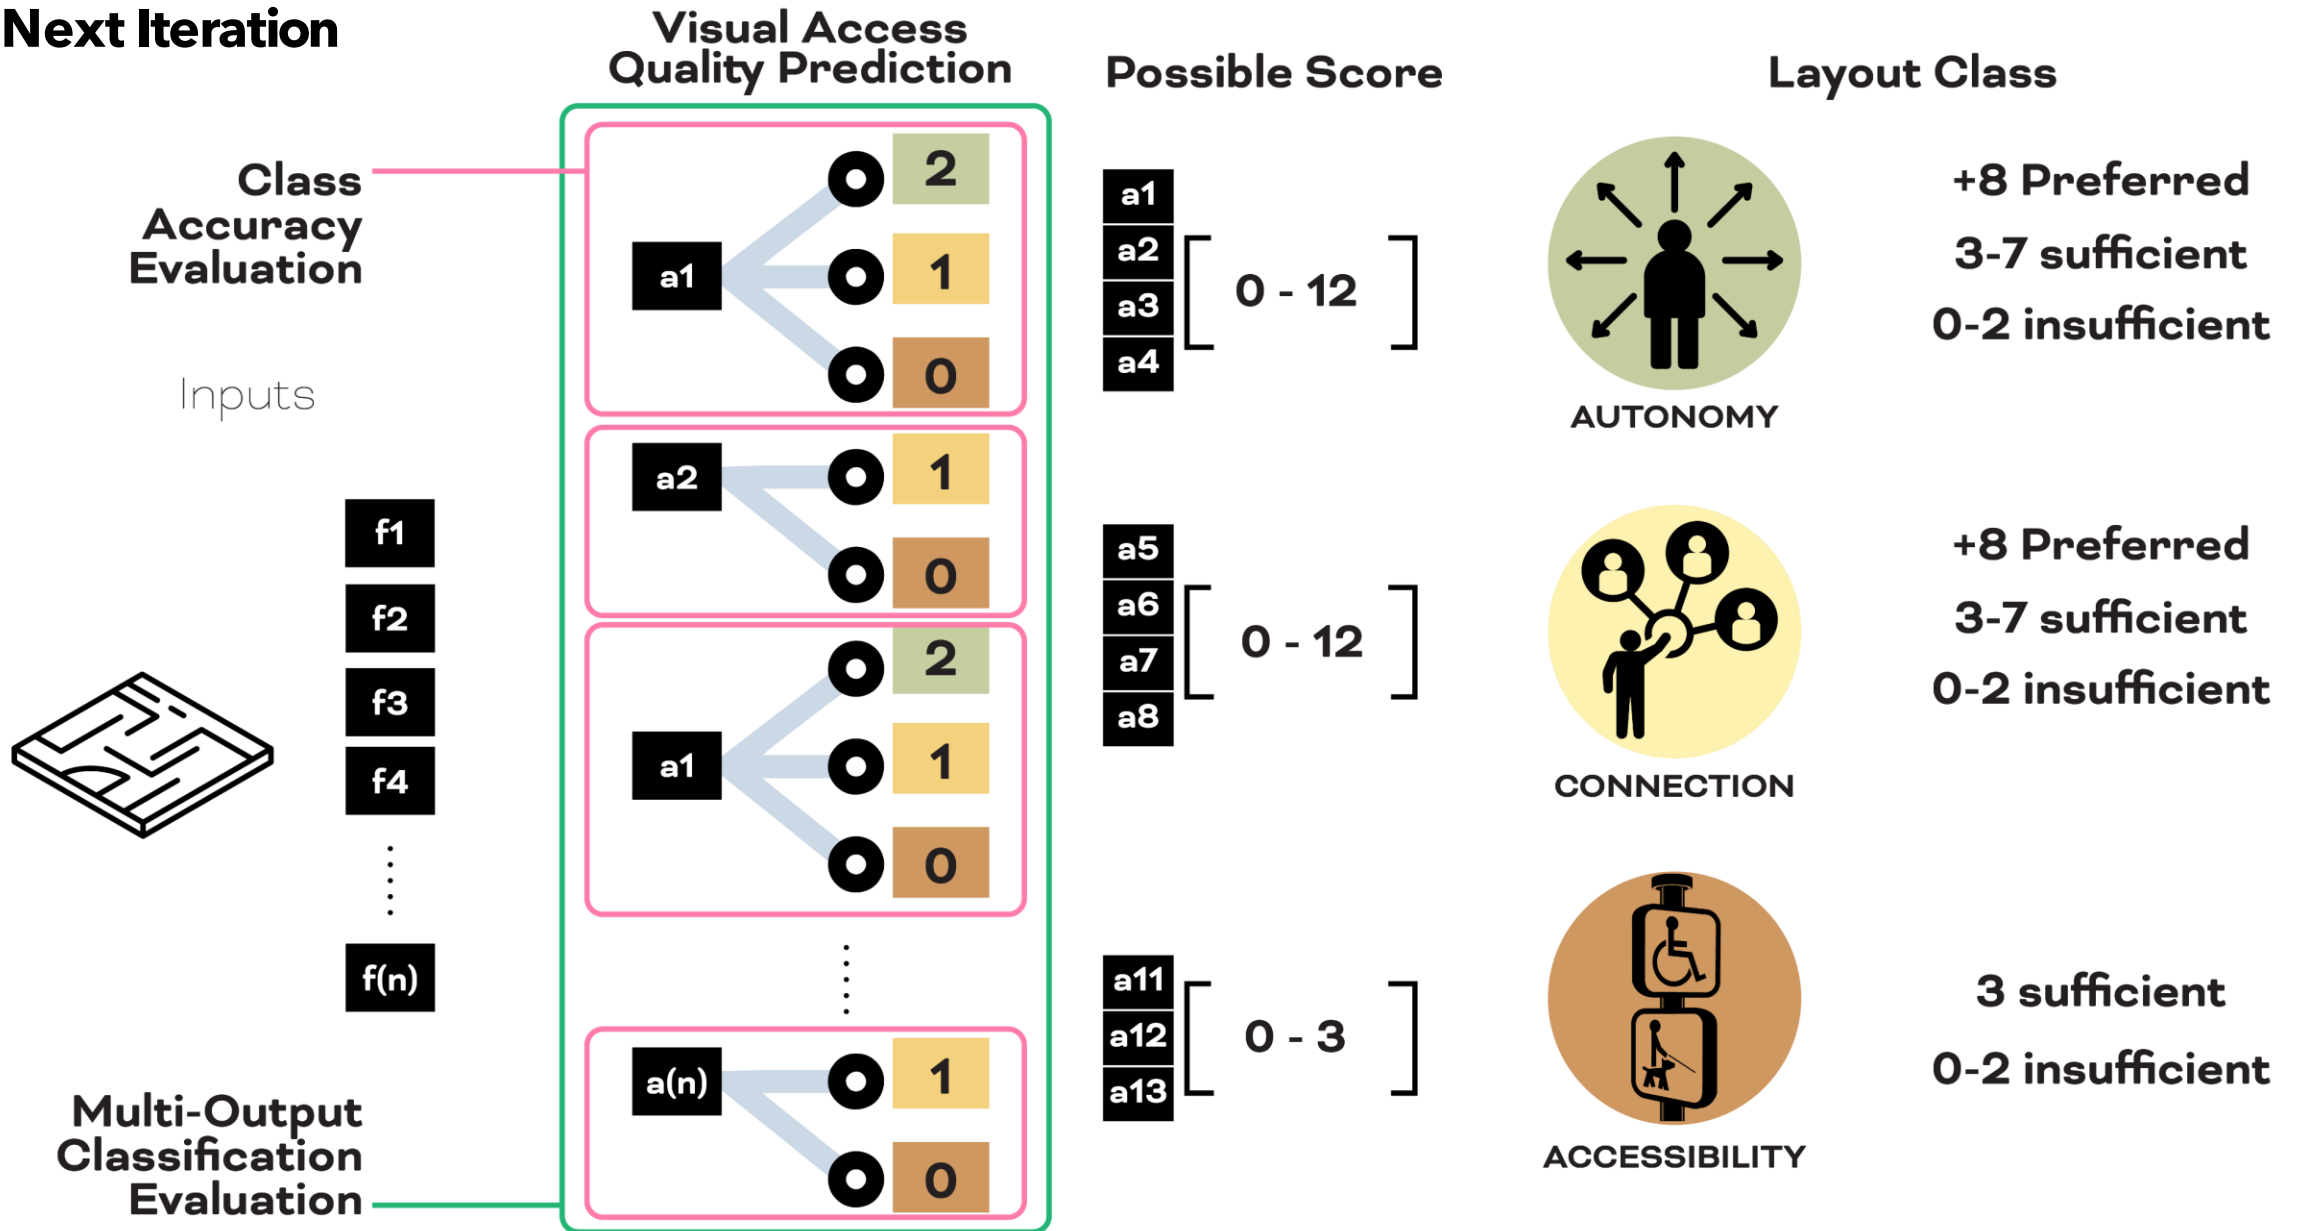 Next Iteration
Visual Access
Quality Prediction
Possible Score
Layout Class
Class
Accuracy
Evaluation
Inputs
f1
f2
f3
f4
f(n)
Multi-Output
Classification
Evaluation
a1
2
1
0
a2
1
0
a1
2
1
0
a(n)
1
0
a1
a2
a3
a4
0 - 12
a5
a6
a7
a8
0 - 12
a11
a12
a13
0 - 3
AUTONOMY
+8 Preferred
3-7 sufficient
0-2 insufficient
CONNECTION
+8 Preferred
3-7 sufficient
0-2 insufficient
ACCESSIBILITY
3 sufficient
0-2 insufficient